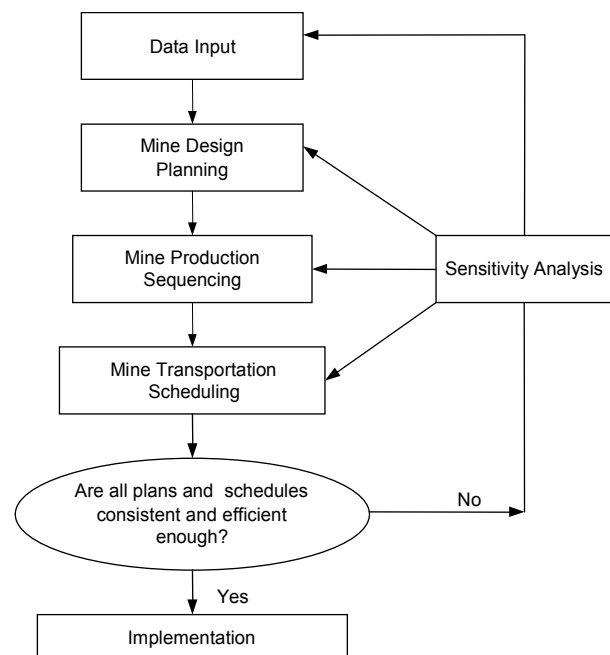 Data Input
Mine Design
Planning
Mine Production
Sequencing
Sensitivity Analysis
Mine Transportation
Scheduling
Are all plans and schedules
consistent and efficient
enough?
No
Yes
Implementation